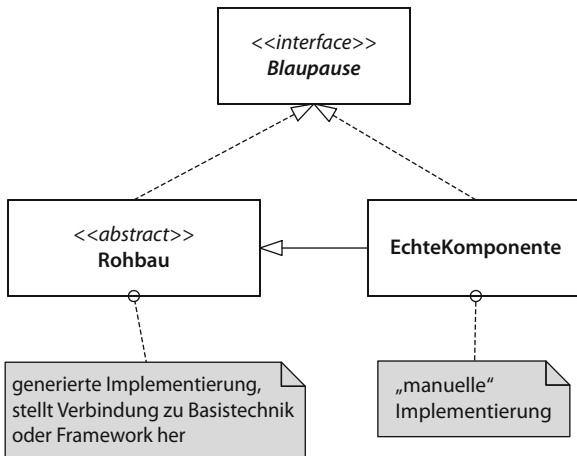 <<interface>>
Blaupause
<<abstract>>
Rohbau
EchteKomponente
generierte Implementierung,
stellt Verbindung zu Basistechnik
oder Framework her
„manuelle“
Implementierung